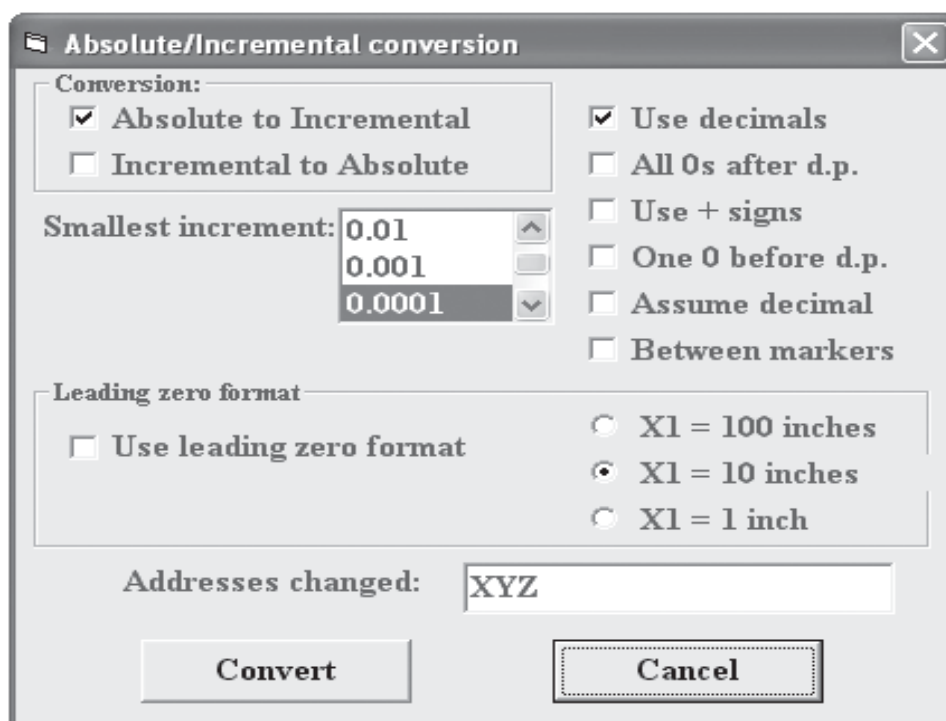 Absolute/Incremental conversion
Conversion:
Absolute to Incremental
Incremental to Absolute
Use decimals
All 0s after d.p.
Use + signs
One 0 before d.p.
Assume decimal
Between markers
Smallest increment:
0.01
0.001
0.0001
Leading zero format
Use leading zero format
X1 = 100 inches
X1 = 10 inches
X1 = 1 inch
Addresses changed: XYZ
Convert
Cancel